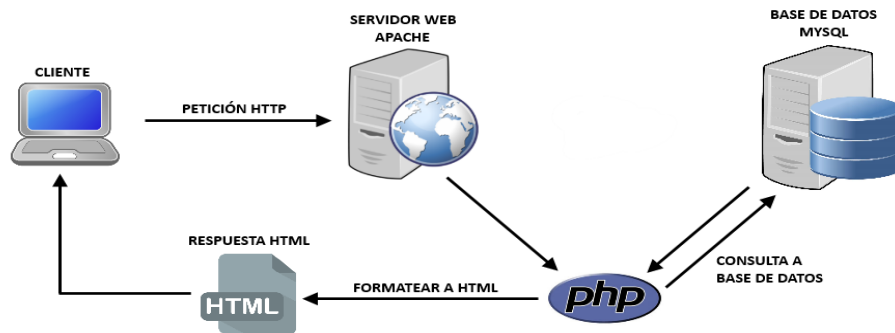 SERVIDOR WEB
APACHE
BASE DE DATOS
MYSQL
CLIENTE
PETICIÓN HTTP
RESPUESTA HTML
CONSULTA A
BASE DE DATOS
FORMATEAR A HTML
HTML
php